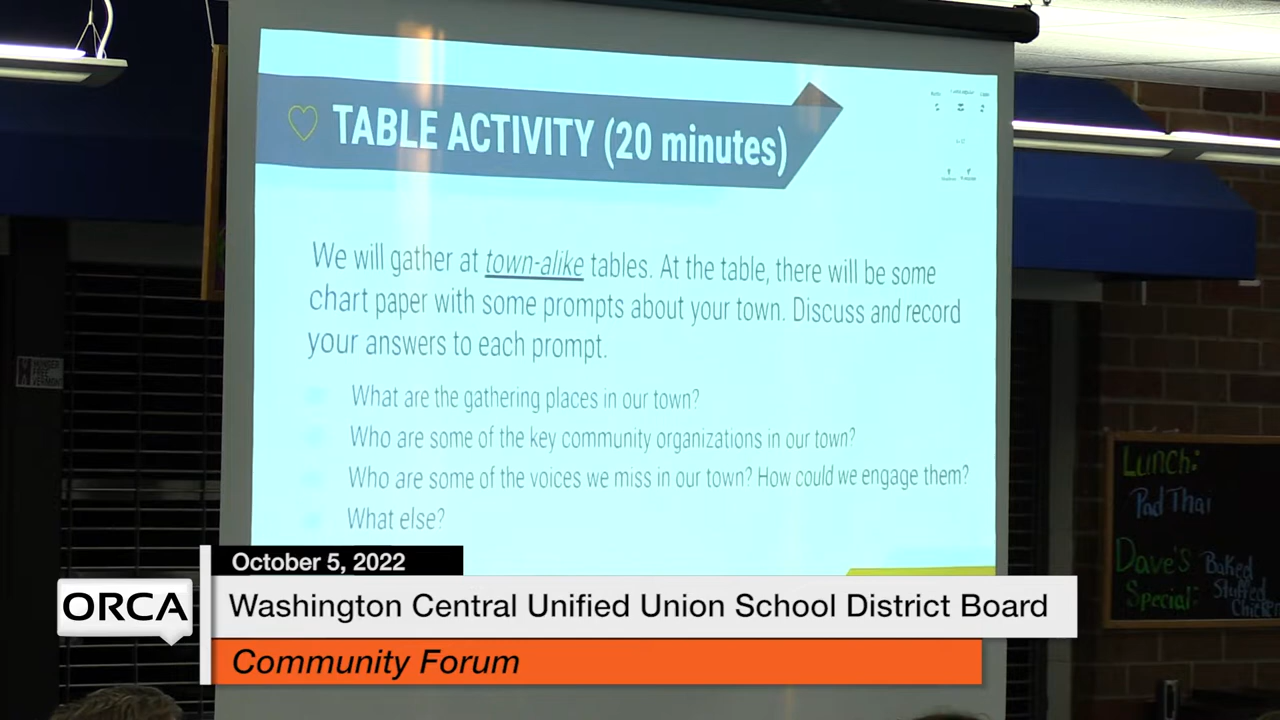 TABLE ACTIVITY (20 minutes)
We will gather at town-alike tables. At the table, there will be some
chart paper with some prompts about your town. Discuss and record
your answers to each prompt.
What are the gathering places in our town?
Who are some of the key community organizations in our town?
Who are some of the voices we miss in our town? How could we engage them?
What else?
HUNGER
FREE
VERMONT
Lunch:
Pad Thai
Dave's Baked
Special: Stuffed
October 5, 2022
ORCA
Washington Central Unified Union School District Board
Community Forum